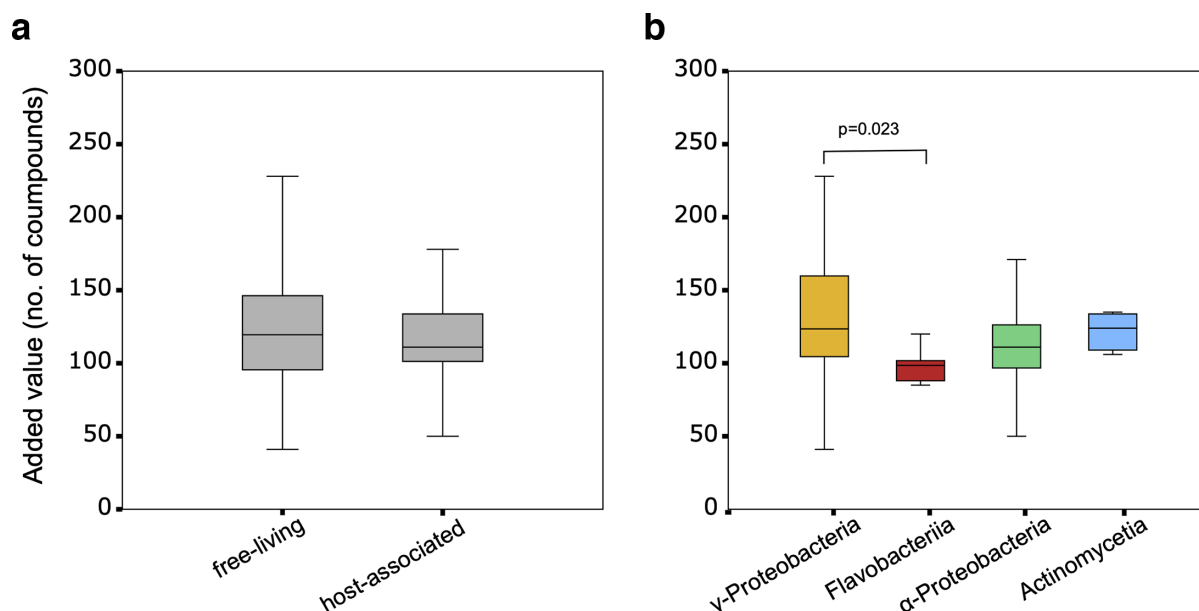 a
b
Added value (no. of coumpounds)
300
250
200
150
100
50
0
free-living
host-associated
300
250
200
150
100
50
0
p=0.023
γ-Proteobacteria
Flavobacteriia
α-Proteobacteria
Actinomycetia